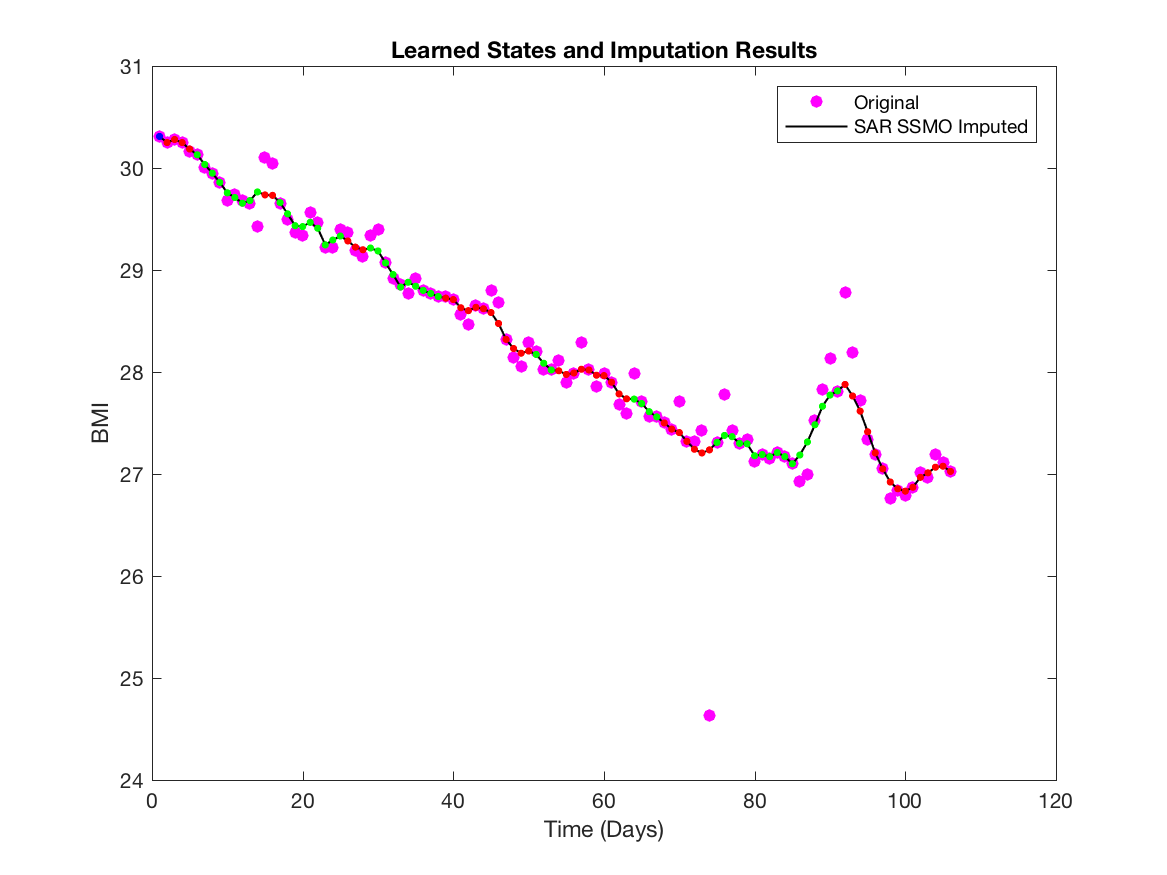 Learned States and Imputation Results
31
Original
SAR SSMO Imputed
30
29
28
BMI
27
26
25
24
0 20 40 60 80 100 120
Time (Days)